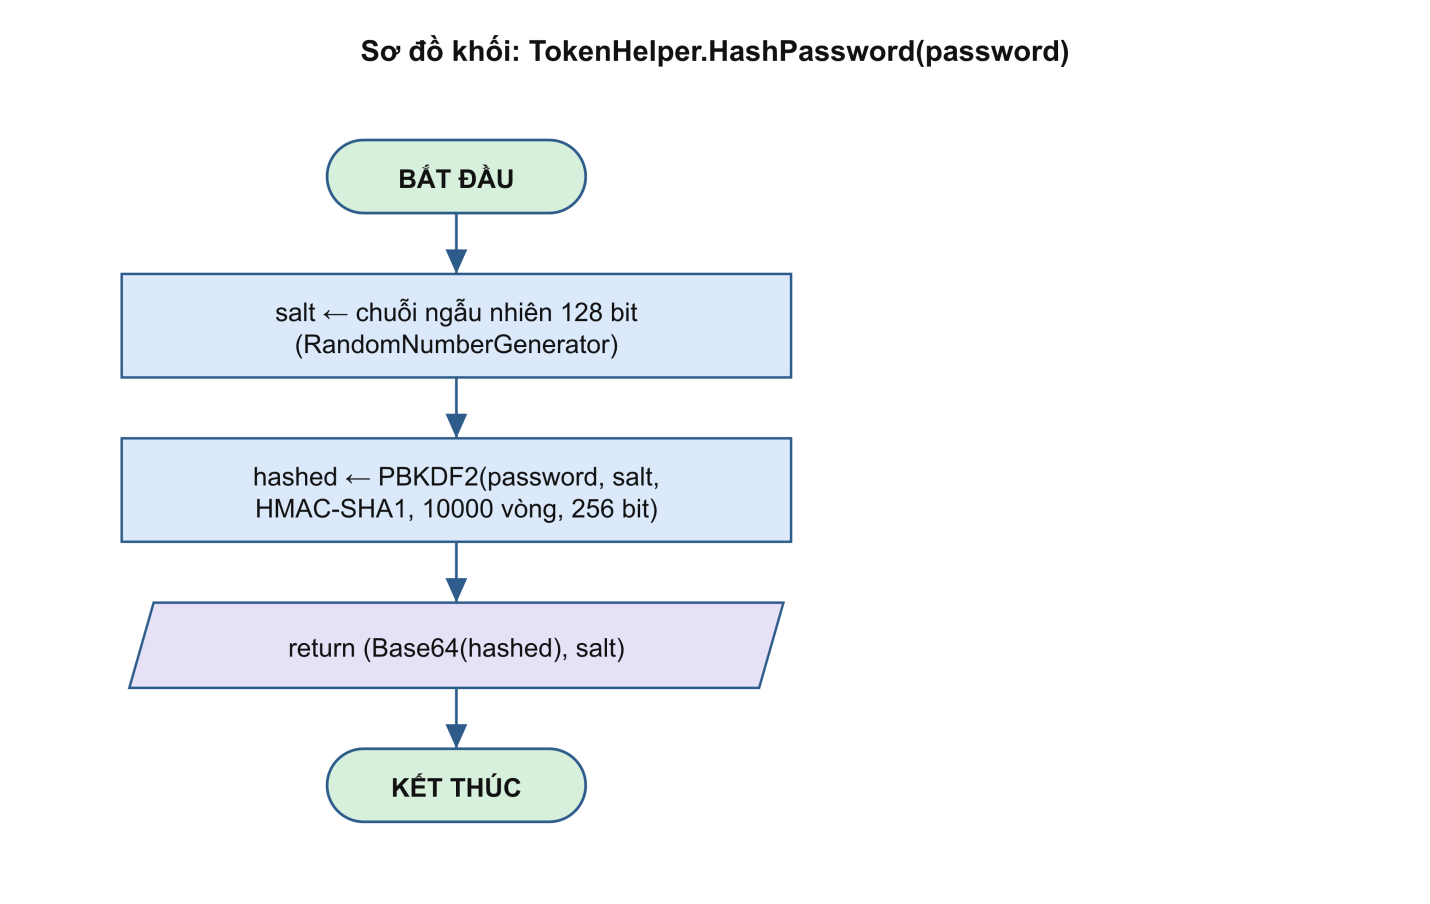 Sơ đồ khối: TokenHelper.HashPassword(password)
BẮT ĐẦU
salt ← chuỗi ngẫu nhiên 128 bit
(RandomNumberGenerator)
hashed ← PBKDF2(password, salt,
HMAC-SHA1, 10000 vòng, 256 bit)
return (Base64(hashed), salt)
KẾT THÚC